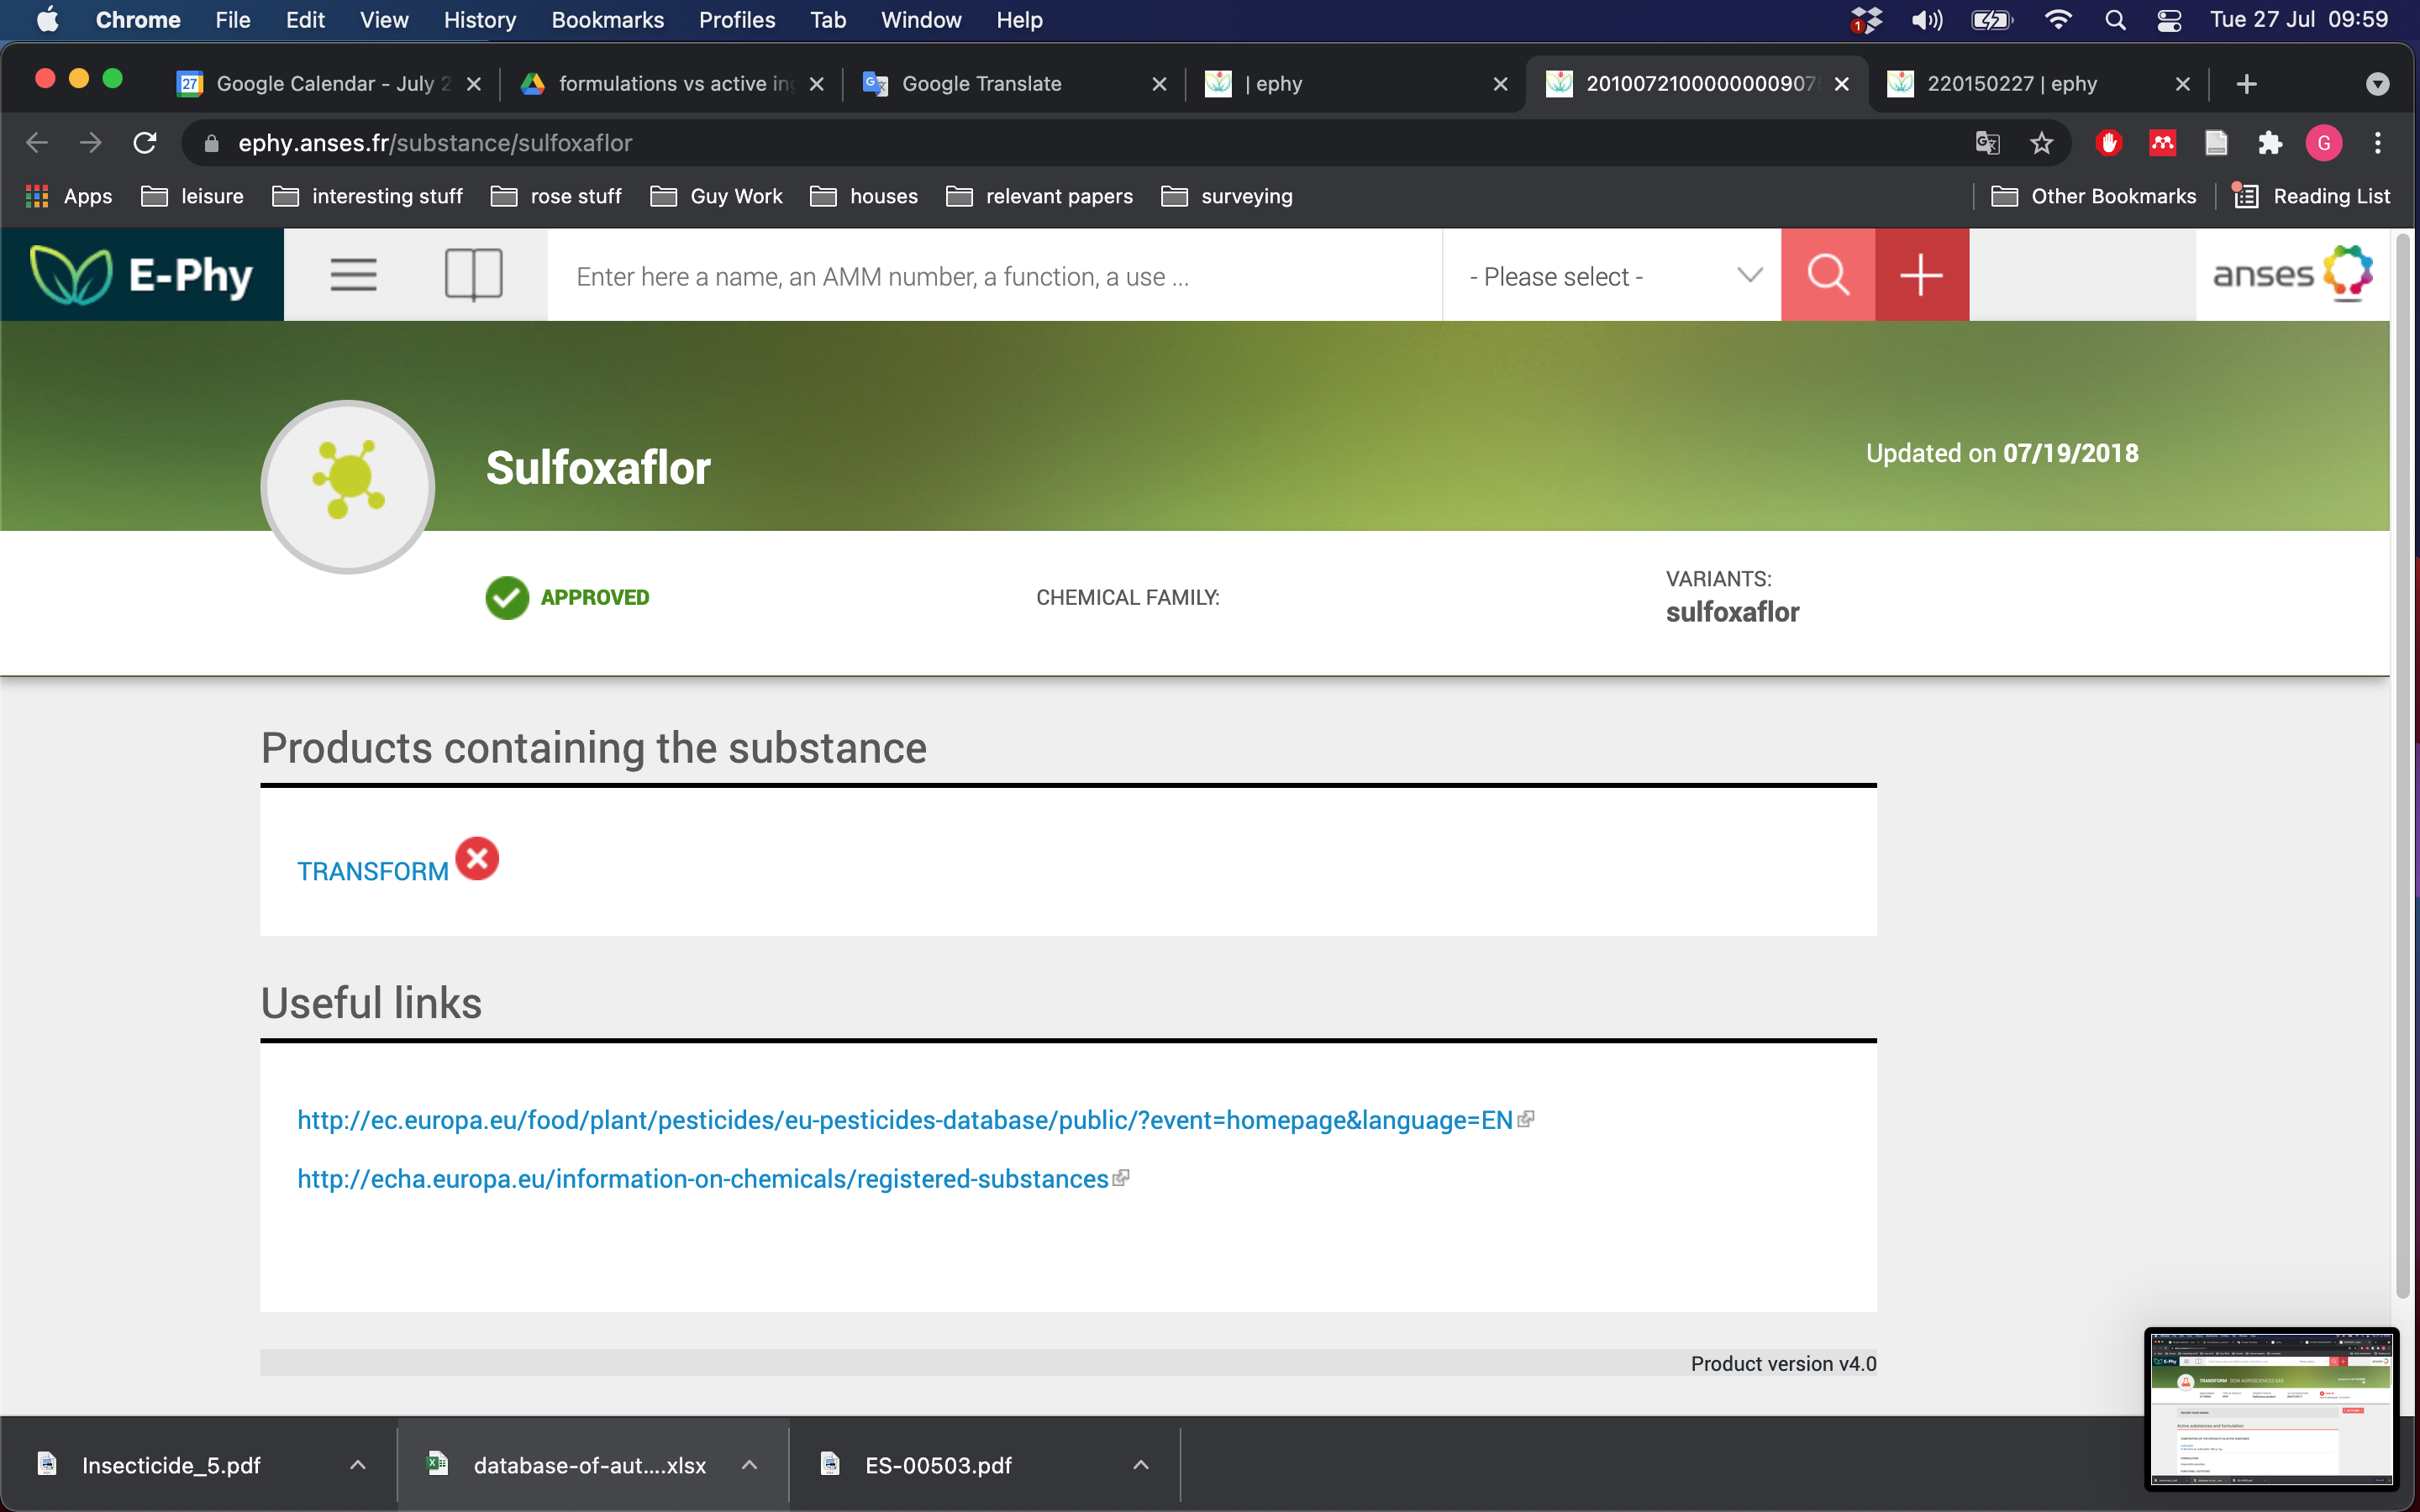 Chrome File Edit View History Bookmarks Profiles Tab Window Help 1 Tue 27 Jul 09:59
27 Google Calendar - July 2 formulations vs active in Google Translate | ephy 20100721000000000907 220150227 | ephy
ephy.anses.fr/substance/sulfoxaflor G
Apps leisure interesting stuff rose stuff Guy Work houses relevant papers surveying Other Bookmarks Reading List
E-Phy Enter here a name, an AMM number, a function, a use ... - Please select - anses
Updated on 07/19/2018
Sulfoxaflor
VARIANTS:
APPROVED CHEMICAL FAMILY:
sulfoxaflor
Products containing the substance
TRANSFORM
Useful links
http://ec.europa.eu/food/plant/pesticides/eu-pesticides-database/public/?event=homepage&language=EN
http://echa.europa.eu/information-on-chemicals/registered-substances
Product version v4.0
Insecticide_5.pdf database-of-aut....xlsx ES-00503.pdf